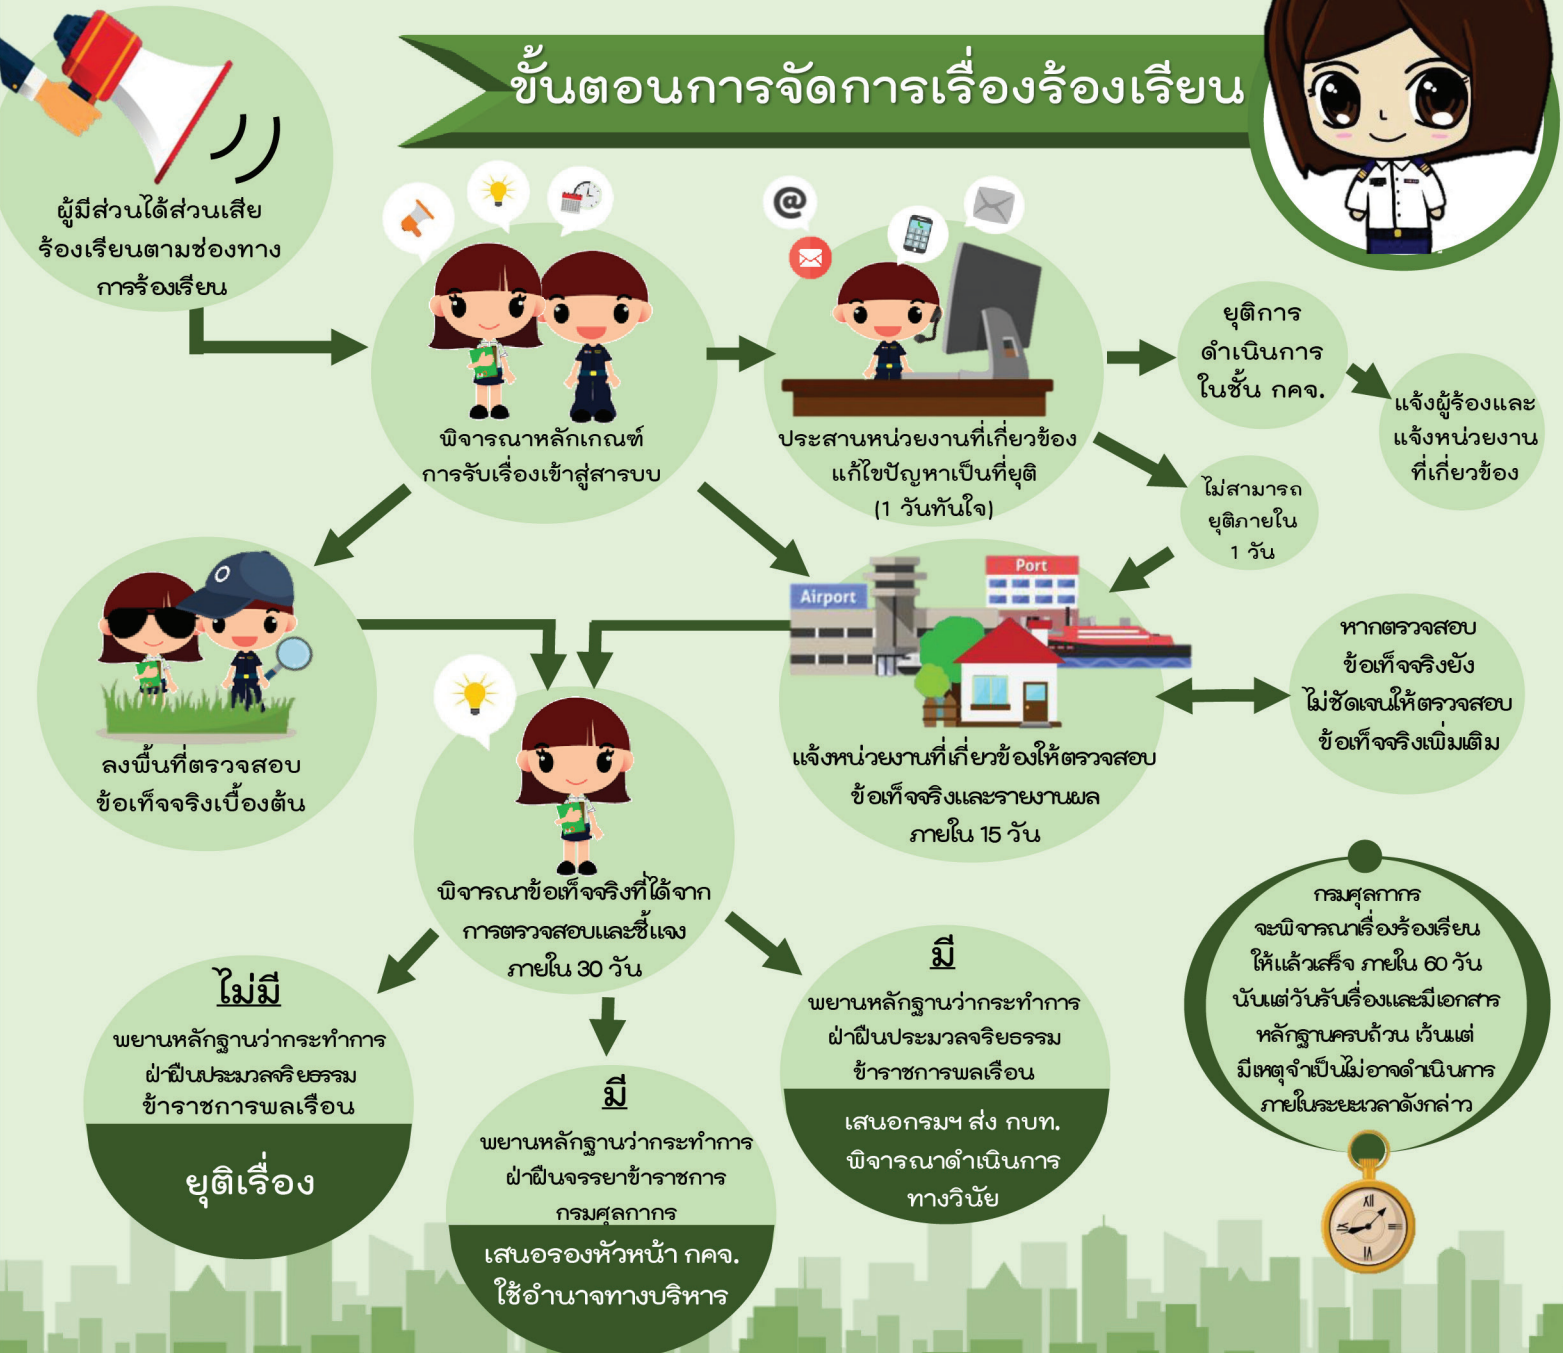 ขั้นตอนการจัดการเรื่องร้องเรียน
ผู้มีส่วนได้ส่วนเสีย
ร้องเรียนตามช่องทาง
การร้องเรียน
พิจารณาหลักเกณฑ์
การรับเรื่องเข้าสู่สารบบ
@
ประสานหน่วยงานที่เกี่ยวข้อง
แก้ไขปัญหาเป็นที่ยุติ
(1 วันทันใจ)
ยุติการ
ดำเนินการ
ในชั้น กคจ.
แจ้งผู้ร้องและ
แจ้งหน่วยงาน
ที่เกี่ยวข้อง
ไม่สามารถ
ยุติภายใน
1 วัน
ลงพื้นที่ตรวจสอบ
ข้อเท็จจริงเบื้องต้น
Airport
Port
แจ้งหน่วยงานที่เกี่ยวข้องให้ตรวจสอบ
ข้อเท็จจริงและรายงานผล
ภายใน 15 วัน
หากตรวจสอบ
ข้อเท็จจริงยัง
ไม่ชัดเจนให้ตรวจสอบ
ข้อเท็จจริงเพิ่มเติม
พิจารณาข้อเท็จจริงที่ได้จาก
การตรวจสอบและชี้แจง
ภายใน 30 วัน
ไม่มี
พยานหลักฐานว่ากระทำการ
ฝ่าฝืนประมวลจริยธรรม
ข้าราชการพลเรือน
ยุติเรื่อง
มี
พยานหลักฐานว่ากระทำการ
ฝ่าฝืนจรรยาข้าราชการ
กรมศุลกากร
เสนอรองหัวหน้า กคจ.
ใช้อำนาจทางบริหาร
มี
พยานหลักฐานว่ากระทำการ
ฝ่าฝืนประมวลจริยธรรม
ข้าราชการพลเรือน
เสนอกรมฯ ส่ง กบท.
พิจารณาดำเนินการ
ทางวินัย
กรมศุลกากร
จะพิจารณาเรื่องร้องเรียน
ให้แล้วเสร็จ ภายใน 60 วัน
นับแต่วันรับเรื่องและมีเอกสาร
หลักฐานครบถ้วน เว้นแต่
มีเหตุจำเป็นไม่อาจดำเนินการ
ภายในระยะเวลาดังกล่าว
XII
III
VI
IX